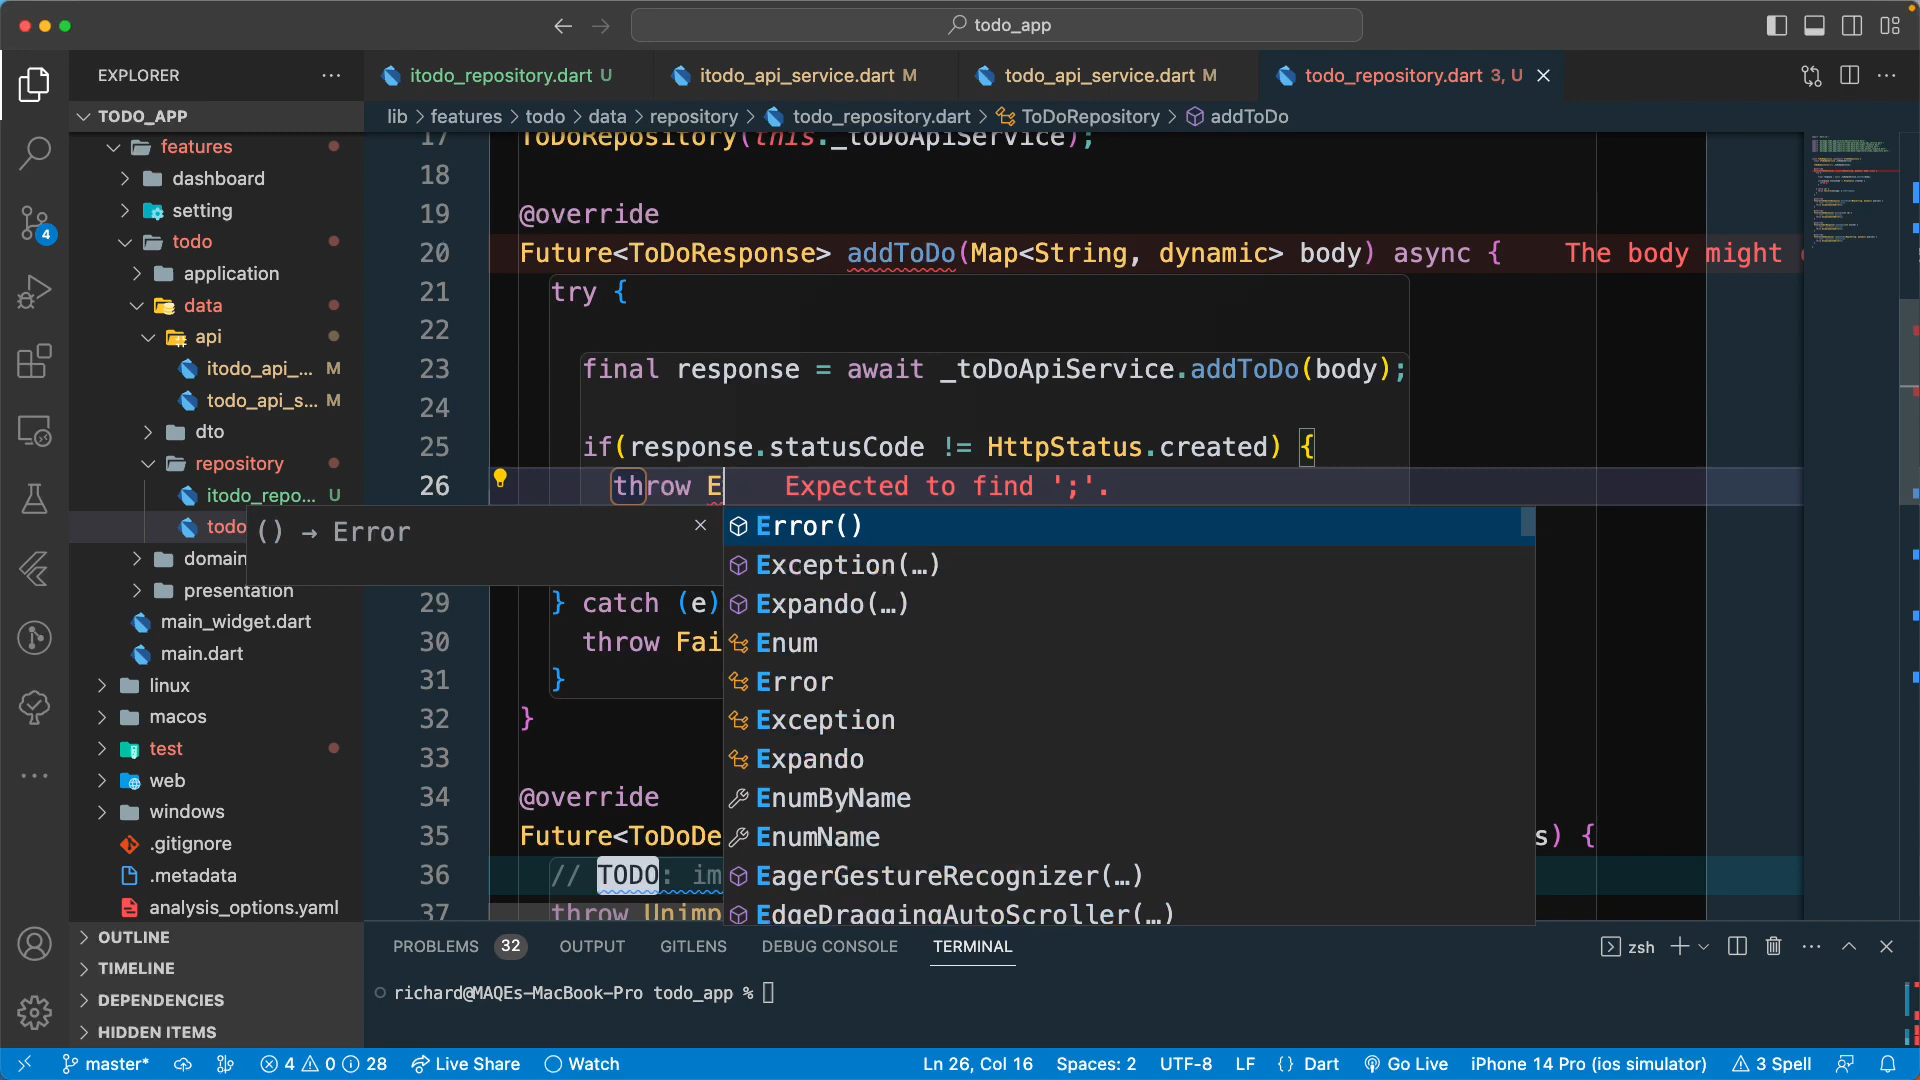 todo_app
EXPLORER
itodo_repository.dart U
itodo_api_service.dart M
todo_api_service.dart M
todo_repository.dart 3, U
TODO_APP
lib > features > todo > data > repository > todo_repository.dart > ToDoRepository > addToDo
features
dashboard
setting
todo
application
data
api
itodo_api_... M
todo_api_s... M
dto
repository
itodo_repo... U
todo
domain
presentation
main_widget.dart
main.dart
linux
macos
test
web
windows
.gitignore
.metadata
analysis_options.yaml
OUTLINE
TIMELINE
DEPENDENCIES
HIDDEN ITEMS
4
17 ToDoRepository(this._toDoApiService);
18
19 @override
20 Future<ToDoResponse> addToDo(Map<String, dynamic> body) async { The body might
21 try {
22
23 final response = await _toDoApiService.addToDo(body);
24
25 if(response.statusCode != HttpStatus.created) {
26 throw E Expected to find ';'.
() → Error
Error()
Exception(…)
Expando(…)
Enum
Error
Exception
Expando
EnumByName
EnumName
EagerGestureRecognizer(…)
EdgeDraggingAutoScroller(…)
29 } catch (e)
30 throw Fai
31 }
32 }
33
34 @override
35 Future<ToDoDe s) {
36 // TODO: im
37 throw Unimp
PROBLEMS 32 OUTPUT GITLENS DEBUG CONSOLE TERMINAL
zsh
richard@MAQEs-MacBook-Pro todo_app %
master* 4 0 28 Live Share Watch Ln 26, Col 16 Spaces: 2 UTF-8 LF {} Dart Go Live iPhone 14 Pro (ios simulator) 3 Spell